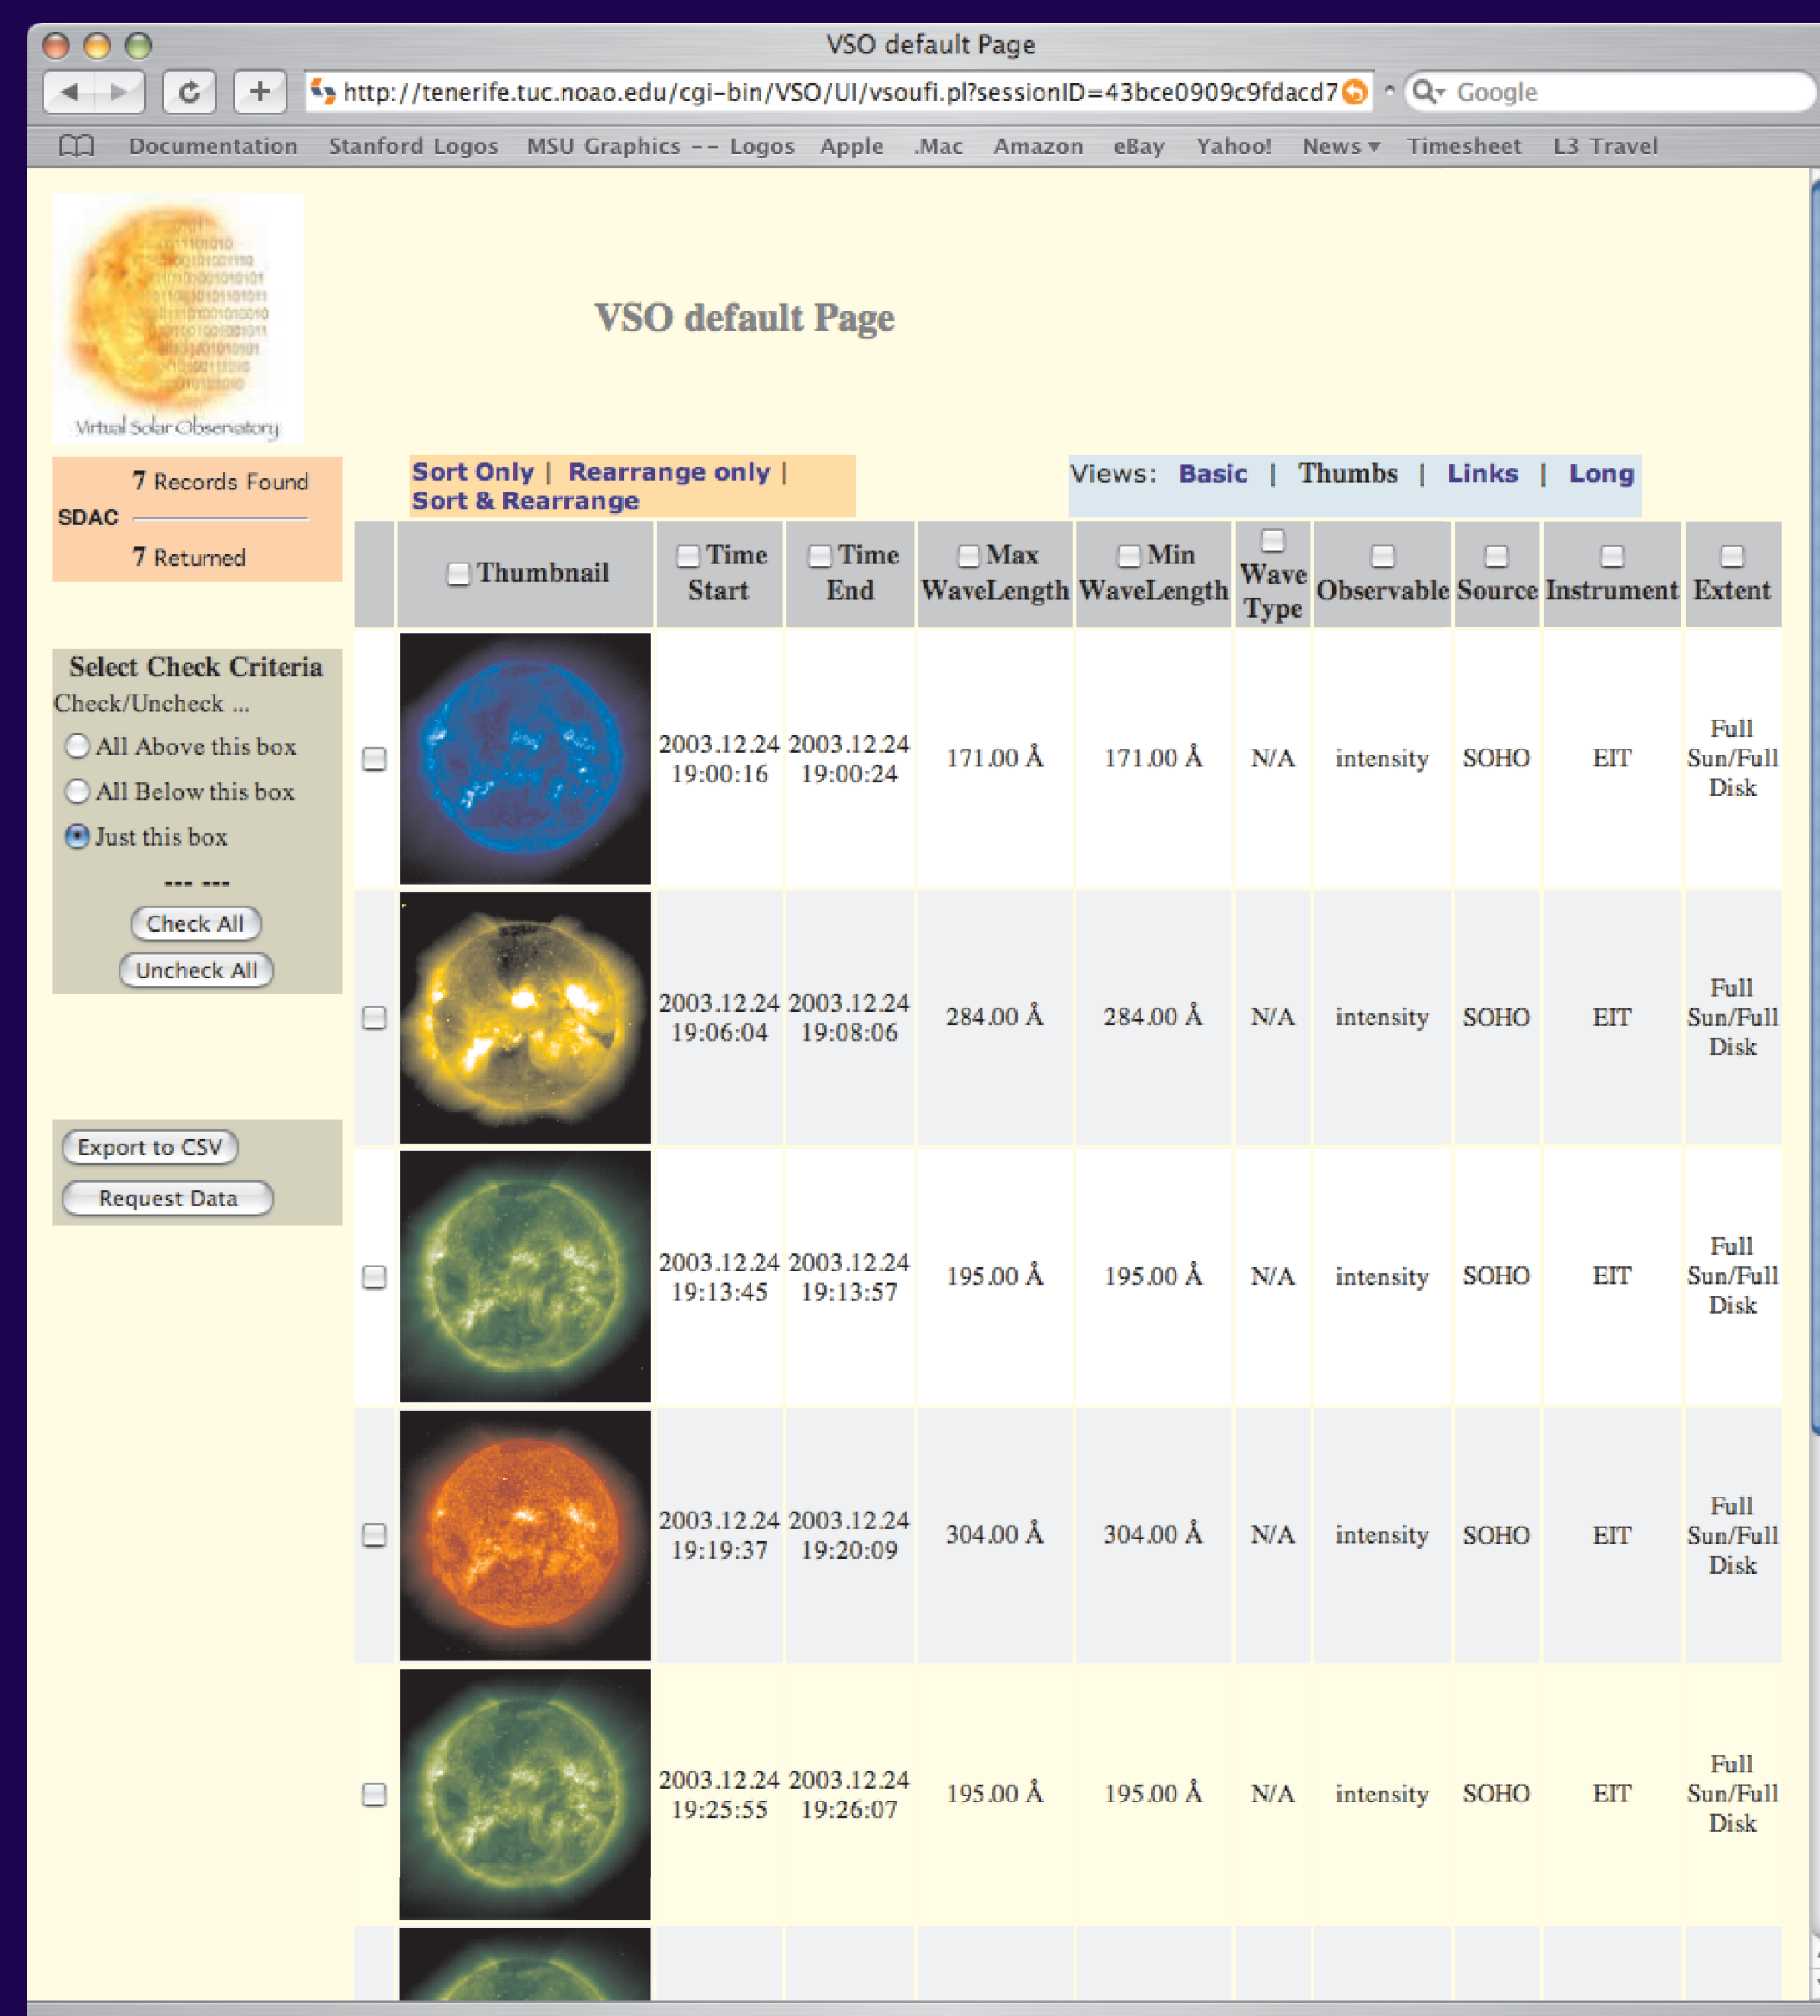 VSO default Page
http://tenerife.tuc.noao.edu/cgi-bin/VSO/UI/vsoufi.pl?sessionID=43bce0909c9fdacd7
Google
Documentation Stanford Logos MSU Graphics -- Logos Apple .Mac Amazon eBay Yahoo! News Timesheet L3 Travel
Virtual Solar Observatory
VSO default Page
7 Records Found
SDAC
7 Returned
Sort Only | Rearrange only |
Sort & Rearrange
Views: Basic | Thumbs | Links | Long
Select Check Criteria
Check/Uncheck ...
All Above this box
All Below this box
Just this box
--- ---
Check All
Uncheck All
Export to CSV
Request Data
Thumbnail Time Start Time End Max WaveLength Min WaveLength Wave Type Observable Source Instrument Extent
2003.12.24 19:00:16 2003.12.24 19:00:24 171.00 Å 171.00 Å N/A intensity SOHO EIT Full Sun/Full Disk
2003.12.24 19:06:04 2003.12.24 19:08:06 284.00 Å 284.00 Å N/A intensity SOHO EIT Full Sun/Full Disk
2003.12.24 19:13:45 2003.12.24 19:13:57 195.00 Å 195.00 Å N/A intensity SOHO EIT Full Sun/Full Disk
2003.12.24 19:19:37 2003.12.24 19:20:09 304.00 Å 304.00 Å N/A intensity SOHO EIT Full Sun/Full Disk
2003.12.24 19:25:55 2003.12.24 19:26:07 195.00 Å 195.00 Å N/A intensity SOHO EIT Full Sun/Full Disk